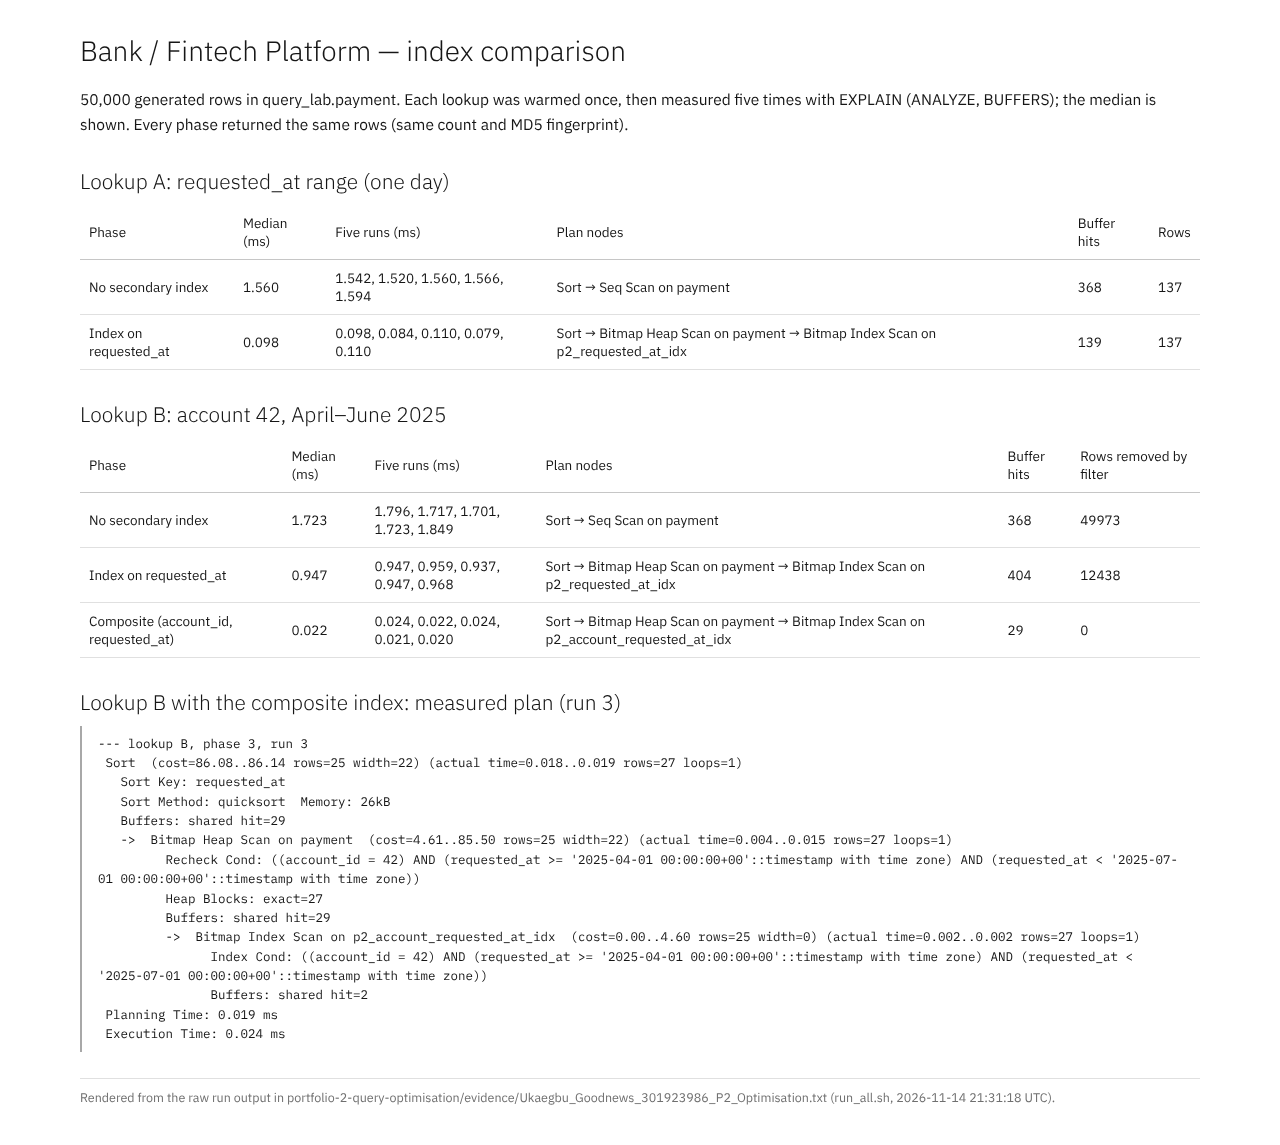 Bank / Fintech Platform — index comparison
50,000 generated rows in query_lab.payment. Each lookup was warmed once, then measured five times with EXPLAIN (ANALYZE, BUFFERS); the median is
shown. Every phase returned the same rows (same count and MD5 fingerprint).
Lookup A: requested_at range (one day)
Phase Median (ms) Five runs (ms) Plan nodes Buffer hits Rows
No secondary index 1.560 1.542, 1.520, 1.560, 1.566, 1.594 Sort → Seq Scan on payment 368 137
Index on requested_at 0.098 0.098, 0.084, 0.110, 0.079, 0.110 Sort → Bitmap Heap Scan on payment → Bitmap Index Scan on p2_requested_at_idx 139 137
Lookup B: account 42, April–June 2025
Phase Median (ms) Five runs (ms) Plan nodes Buffer hits Rows removed by filter
No secondary index 1.723 1.796, 1.717, 1.701, 1.723, 1.849 Sort → Seq Scan on payment 368 49973
Index on requested_at 0.947 0.947, 0.959, 0.937, 0.947, 0.968 Sort → Bitmap Heap Scan on payment → Bitmap Index Scan on p2_requested_at_idx 404 12438
Composite (account_id, requested_at) 0.022 0.024, 0.022, 0.024, 0.021, 0.020 Sort → Bitmap Heap Scan on payment → Bitmap Index Scan on p2_account_requested_at_idx 29 0
Lookup B with the composite index: measured plan (run 3)
--- lookup B, phase 3, run 3
Sort  (cost=86.08..86.14 rows=25 width=22) (actual time=0.018..0.019 rows=27 loops=1)
Sort Key: requested_at
Sort Method: quicksort  Memory: 26kB
Buffers: shared hit=29
->  Bitmap Heap Scan on payment  (cost=4.61..85.50 rows=25 width=22) (actual time=0.004..0.015 rows=27 loops=1)
Recheck Cond: ((account_id = 42) AND (requested_at >= '2025-04-01 00:00:00+00'::timestamp with time zone) AND (requested_at < '2025-07-
01 00:00:00+00'::timestamp with time zone))
Heap Blocks: exact=27
Buffers: shared hit=29
->  Bitmap Index Scan on p2_account_requested_at_idx  (cost=0.00..4.60 rows=25 width=0) (actual time=0.002..0.002 rows=27 loops=1)
Index Cond: ((account_id = 42) AND (requested_at >= '2025-04-01 00:00:00+00'::timestamp with time zone) AND (requested_at <
'2025-07-01 00:00:00+00'::timestamp with time zone))
Buffers: shared hit=2
Planning Time: 0.019 ms
Execution Time: 0.024 ms
Rendered from the raw run output in portfolio-2-query-optimisation/evidence/Ukaegbu_Goodnews_301923986_P2_Optimisation.txt (run_all.sh, 2026-11-14 21:31:18 UTC).